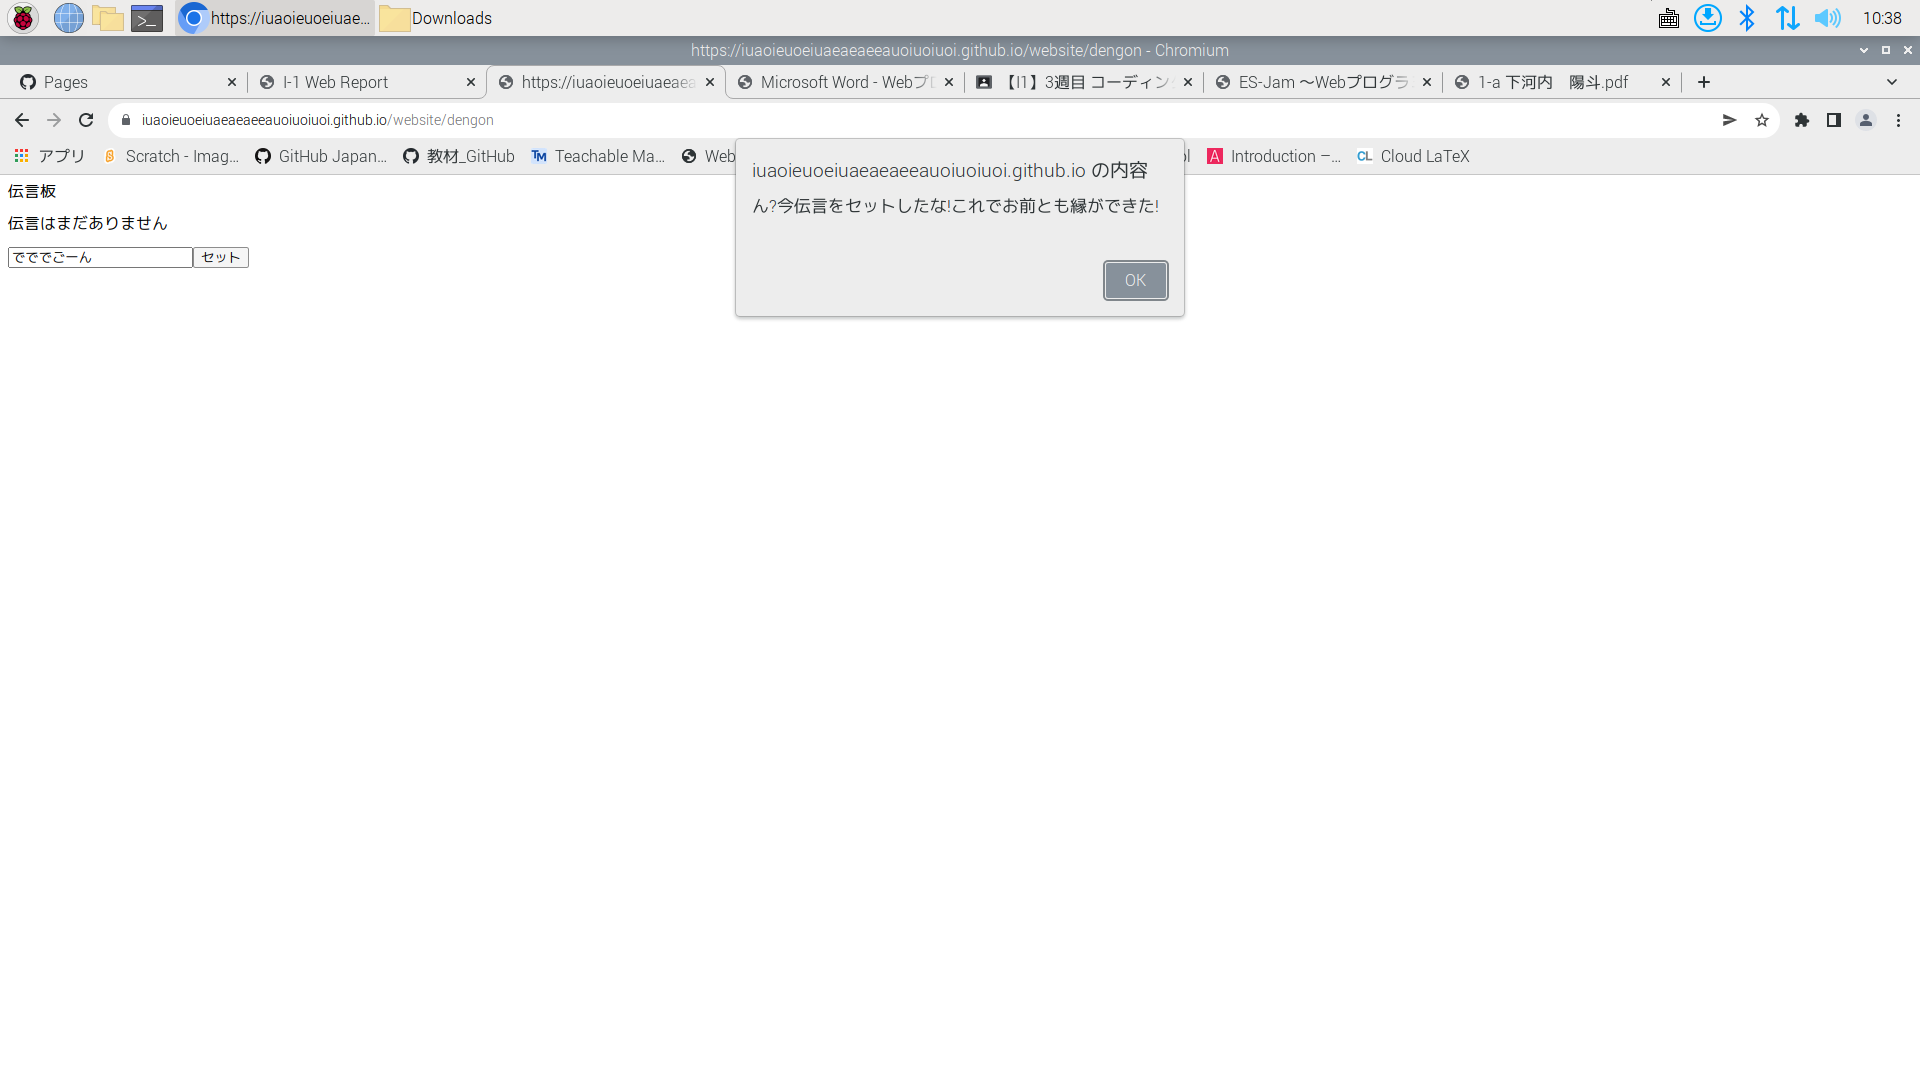 https://iuaoieuoeiuae...
Downloads
10:38
https://iuaoieuoeiuaeaeaeeauoiuoiuoi.github.io/website/dengon - Chromium
Pages
I-1 Web Report
https://iuaoieuoeiuaeaea
Microsoft Word - Webプロ
【I1】3週目 コーディング
ES-Jam ～Webプログラ
1-a 下河内　陽斗.pdf
iuaoieuoeiuaeaeaeeauoiuoiuoi.github.io/website/dengon
アプリ
Scratch - Imag...
GitHub Japan...
教材_GitHub
TM
Teachable Ma...
Web
A
Introduction –...
CL
Cloud LaTeX
伝言板
伝言はまだありません
でででごーん
セット
iuaoieuoeiuaeaeaeeauoiuoiuoi.github.io の内容
ん?今伝言をセットしたな!これでお前とも縁ができた!
OK